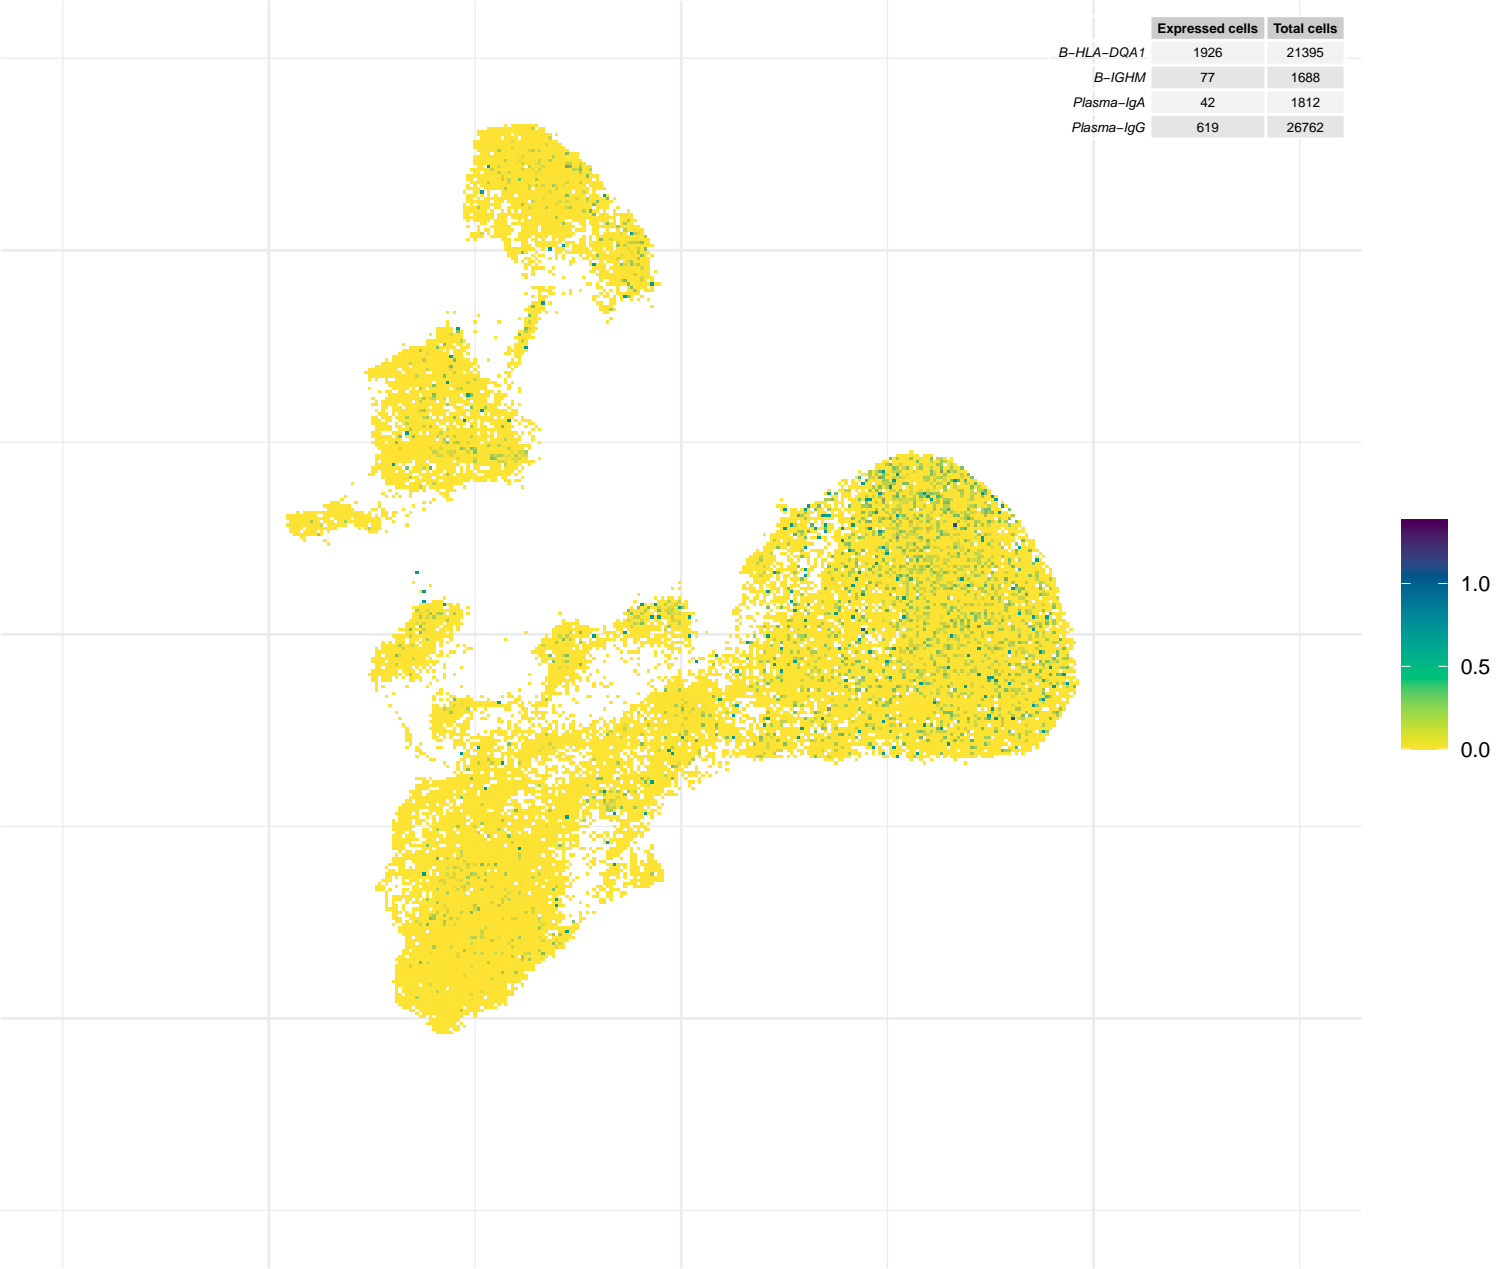 Expressed cells Total cells
B−HLA−DQA1 1926 21395
B−IGHM 77 1688
Plasma−IgA 42 1812
Plasma−IgG 619 26762
1.0
0.5
0.0